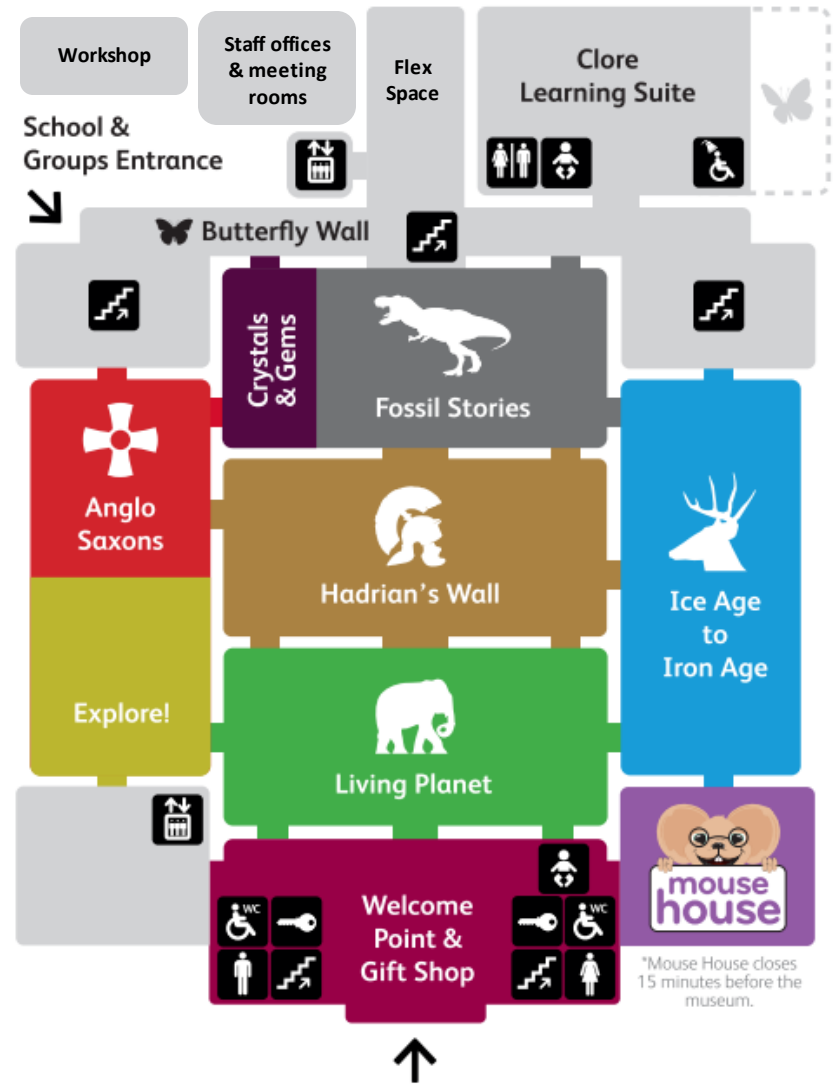 Workshop
Staff offices
& meeting
rooms
Flex
Space
Clore
Learning Suite
School &
Groups Entrance
Butterfly Wall
Crystals
& Gems
Fossil Stories
Anglo
Saxons
Hadrian's Wall
Ice Age
to
Iron Age
Explore!
Living Planet
Welcome
Point &
Gift Shop
WC
WC
mouse
house
*Mouse House closes
15 minutes before the
museum.